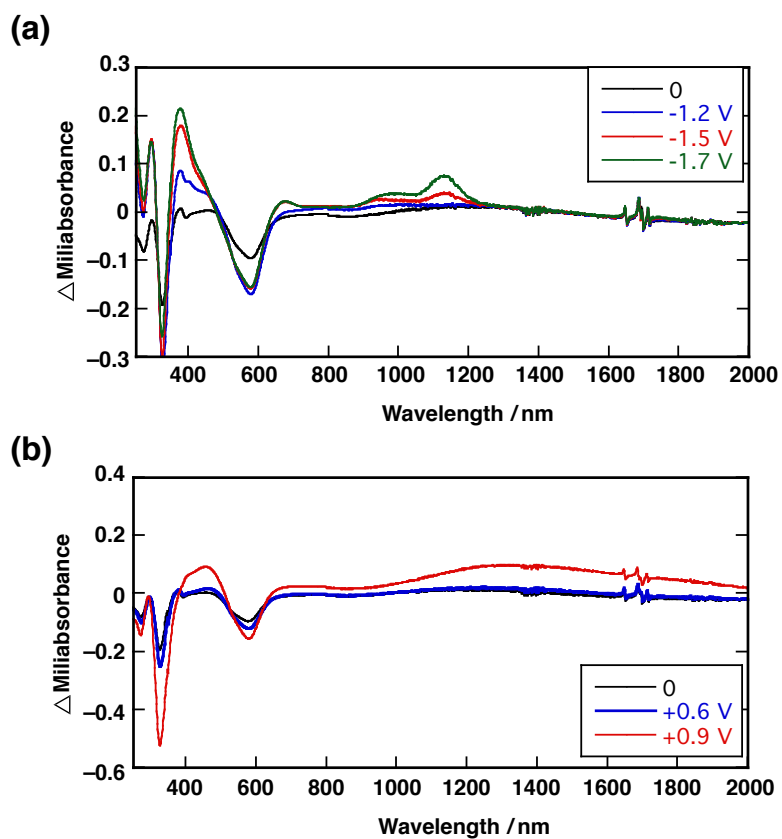 (a)
0.3
0.2
0.1
0
−0.1
−0.2
−0.3
△Miliabsorbance
0
-1.2 V
-1.5 V
-1.7 V
400 600 800 1000 1200 1400 1600 1800 2000
Wavelength / nm
(b)
0.4
0.2
0
−0.2
−0.4
−0.6
△Miliabsorbance
0
+0.6 V
+0.9 V
400 600 800 1000 1200 1400 1600 1800 2000
Wavelength / nm